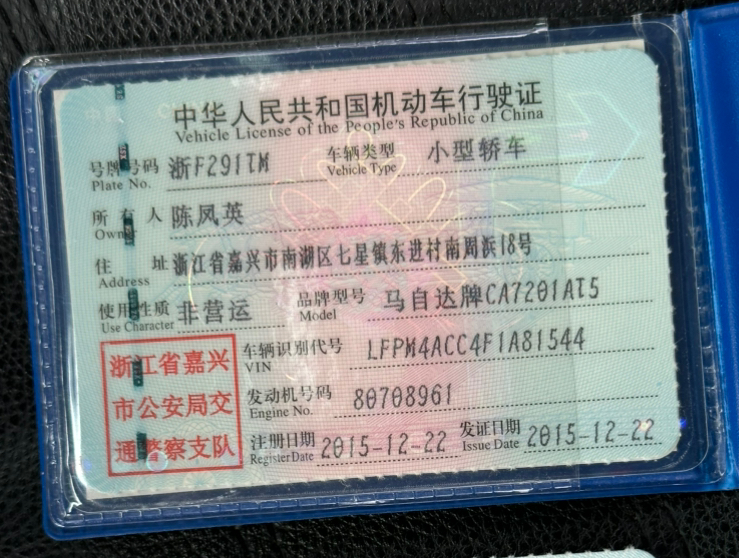 中华人民共和国机动车行驶证
Vehicle License of the People's Republic of China
号牌号码 浙F291TM 车辆类型 小型轿车
Plate No. Vehicle Type
所有人 陈凤英
Owner
住址 浙江省嘉兴市南湖区七星镇东进村南周浜18号
Address
使用性质 非营运 品牌型号 马自达牌CA7201AT5
Use Character Model
浙江省嘉兴
市公安局交
通警察支队
车辆识别代号 LFPM4ACC4F1A81544
VIN
发动机号码 80708961
Engine No.
注册日期 2015-12-22 发证日期 2015-12-22
Register Date Issue Date